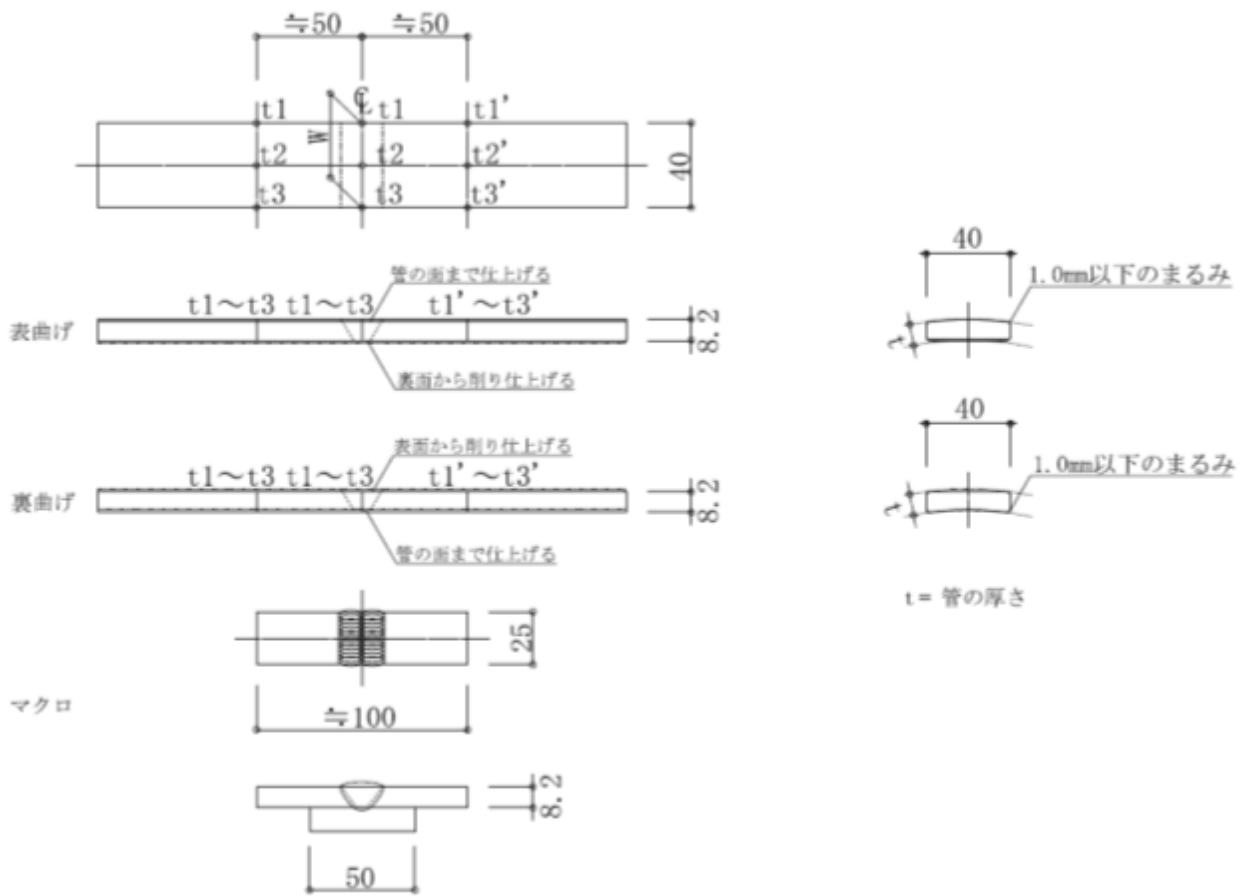 ≒50 ≒50
℄
t1 t1 t1'
W
t2 t2 t2'
40
t3 t3 t3'
管の面まで仕上げる
t1～t3 t1～t3 t1'～t3'
表曲げ
8.2
裏面から削り仕上げる
40
1.0mm以下のまるみ
t
表面から削り仕上げる
t1～t3 t1～t3 t1'～t3'
裏曲げ
8.2
管の面まで仕上げる
40
1.0mm以下のまるみ
t
t= 管の厚さ
25
マクロ
≒100
8.2
50